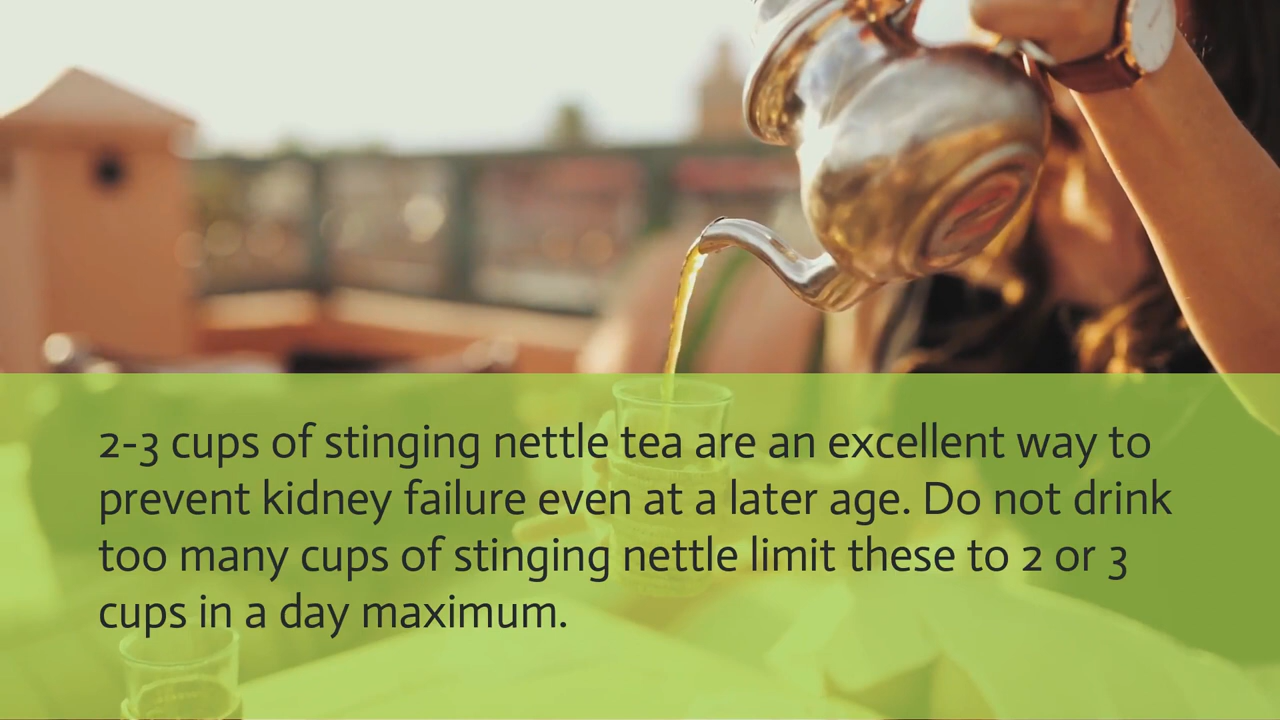 2-3 cups of stinging nettle tea are an excellent way to
prevent kidney failure even at a later age. Do not drink
too many cups of stinging nettle limit these to 2 or 3
cups in a day maximum.